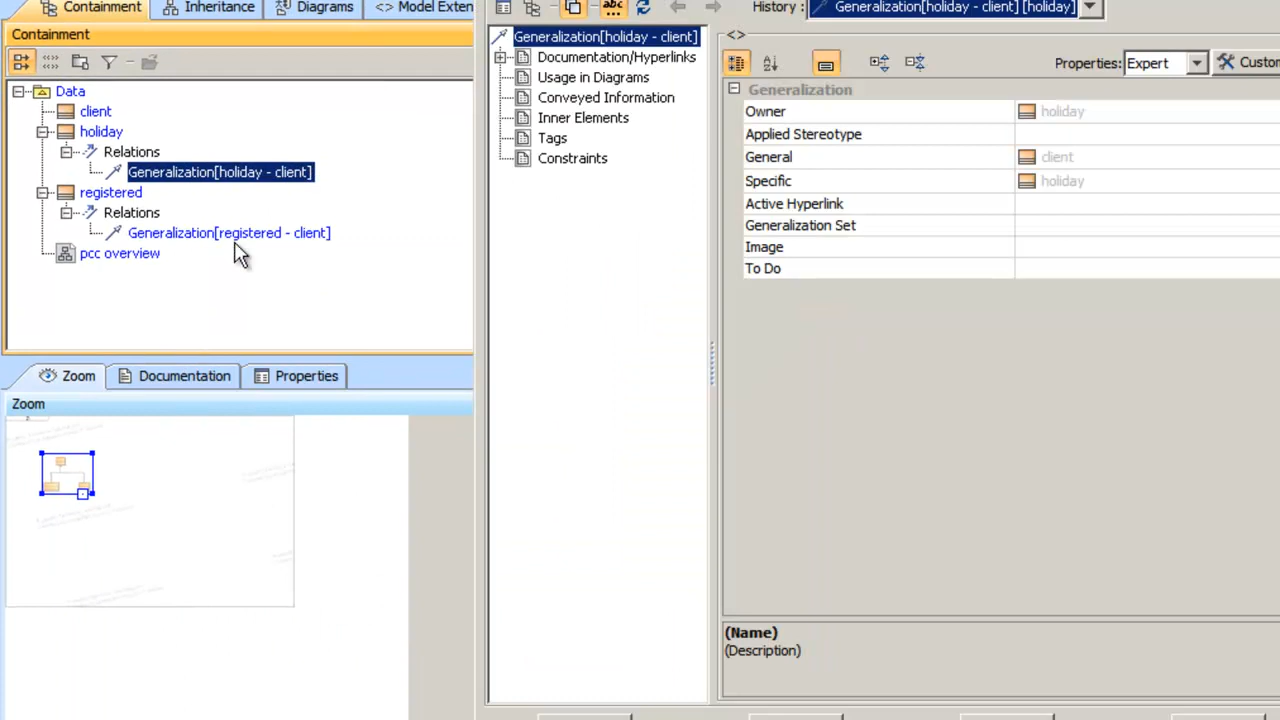 Containment Inheritance Diagrams <> Model Exten
Containment
Data
client
holiday
Relations
Generalization[holiday - client]
registered
Relations
Generalization[registered - client]
pcc overview
Zoom Documentation Properties
Zoom
abc History : Generalization[holiday - client] [holiday]
Generalization[holiday - client]
Documentation/Hyperlinks
Usage in Diagrams
Conveyed Information
Inner Elements
Tags
Constraints
<>
Properties: Expert Custom
Generalization
Owner holiday
Applied Stereotype
General client
Specific holiday
Active Hyperlink
Generalization Set
Image
To Do
(Name)
(Description)